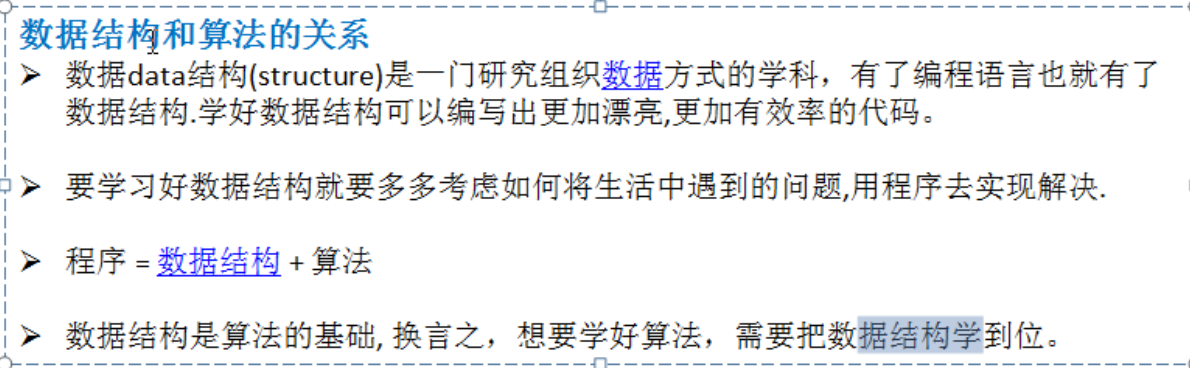 数据结构和算法的关系
➢ 数据data结构(structure)是一门研究组织数据方式的学科，有了编程语言也就有了
数据结构.学好数据结构可以编写出更加漂亮,更加有效率的代码。
➢ 要学习好数据结构就要多多考虑如何将生活中遇到的问题,用程序去实现解决.
➢ 程序 = 数据结构 + 算法
➢ 数据结构是算法的基础, 换言之，想要学好算法，需要把数据结构学到位。